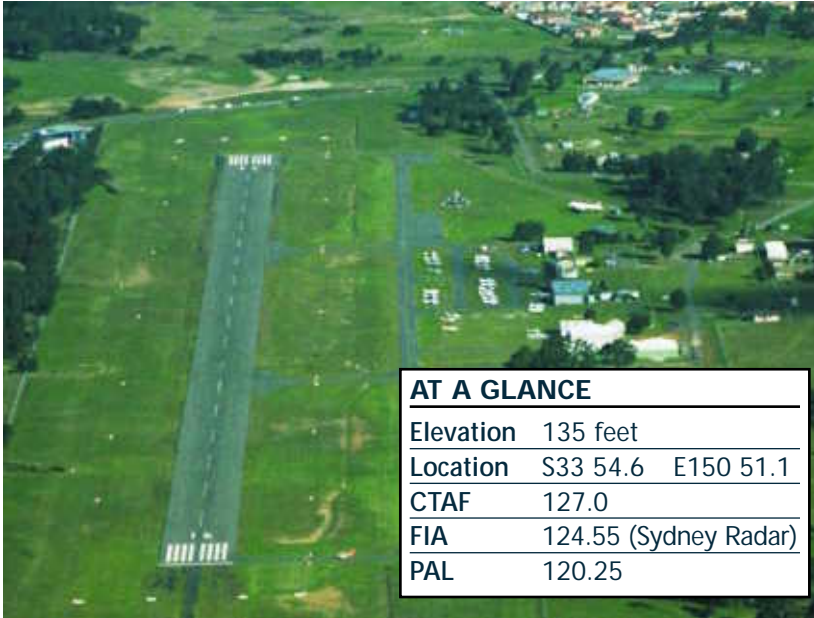 AT A GLANCE
Elevation 135 feet
Location S33 54.6 E150 51.1
CTAF 127.0
FIA 124.55 (Sydney Radar)
PAL 120.25